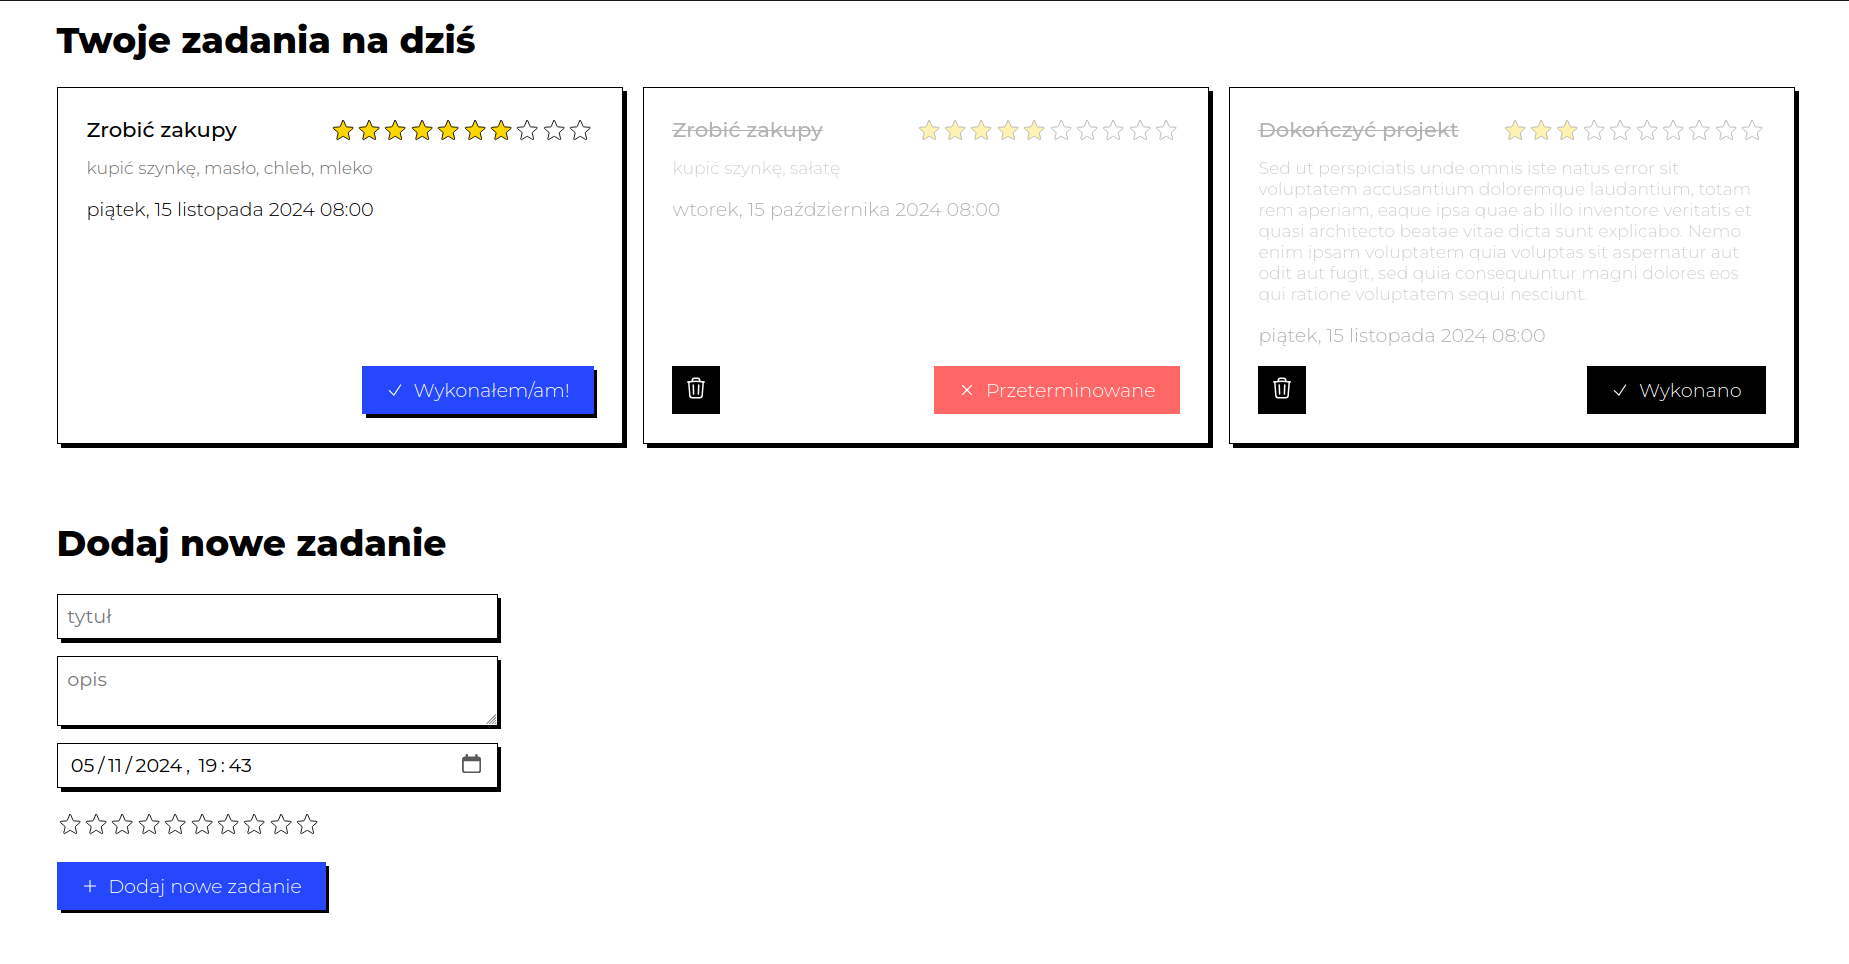 Twoje zadania na dziś
Zrobić zakupy
kupić szynkę, masło, chleb, mleko
piątek, 15 listopada 2024 08:00
Wykonałem/am!
Zrobić zakupy
kupić szynkę, sałatę
wtorek, 15 października 2024 08:00
Przeterminowane
Dokończyć projekt
Sed ut perspiciatis unde omnis iste natus error sit
voluptatem accusantium doloremque laudantium, totam
rem aperiam, eaque ipsa quae ab illo inventore veritatis et
quasi architecto beatae vitae dicta sunt explicabo. Nemo
enim ipsam voluptatem quia voluptas sit aspernatur aut
odit aut fugit, sed quia consequuntur magni dolores eos
qui ratione voluptatem sequi nesciunt.
piątek, 15 listopada 2024 08:00
Wykonano
Dodaj nowe zadanie
tytuł
opis
05/11/2024, 19:43
Dodaj nowe zadanie